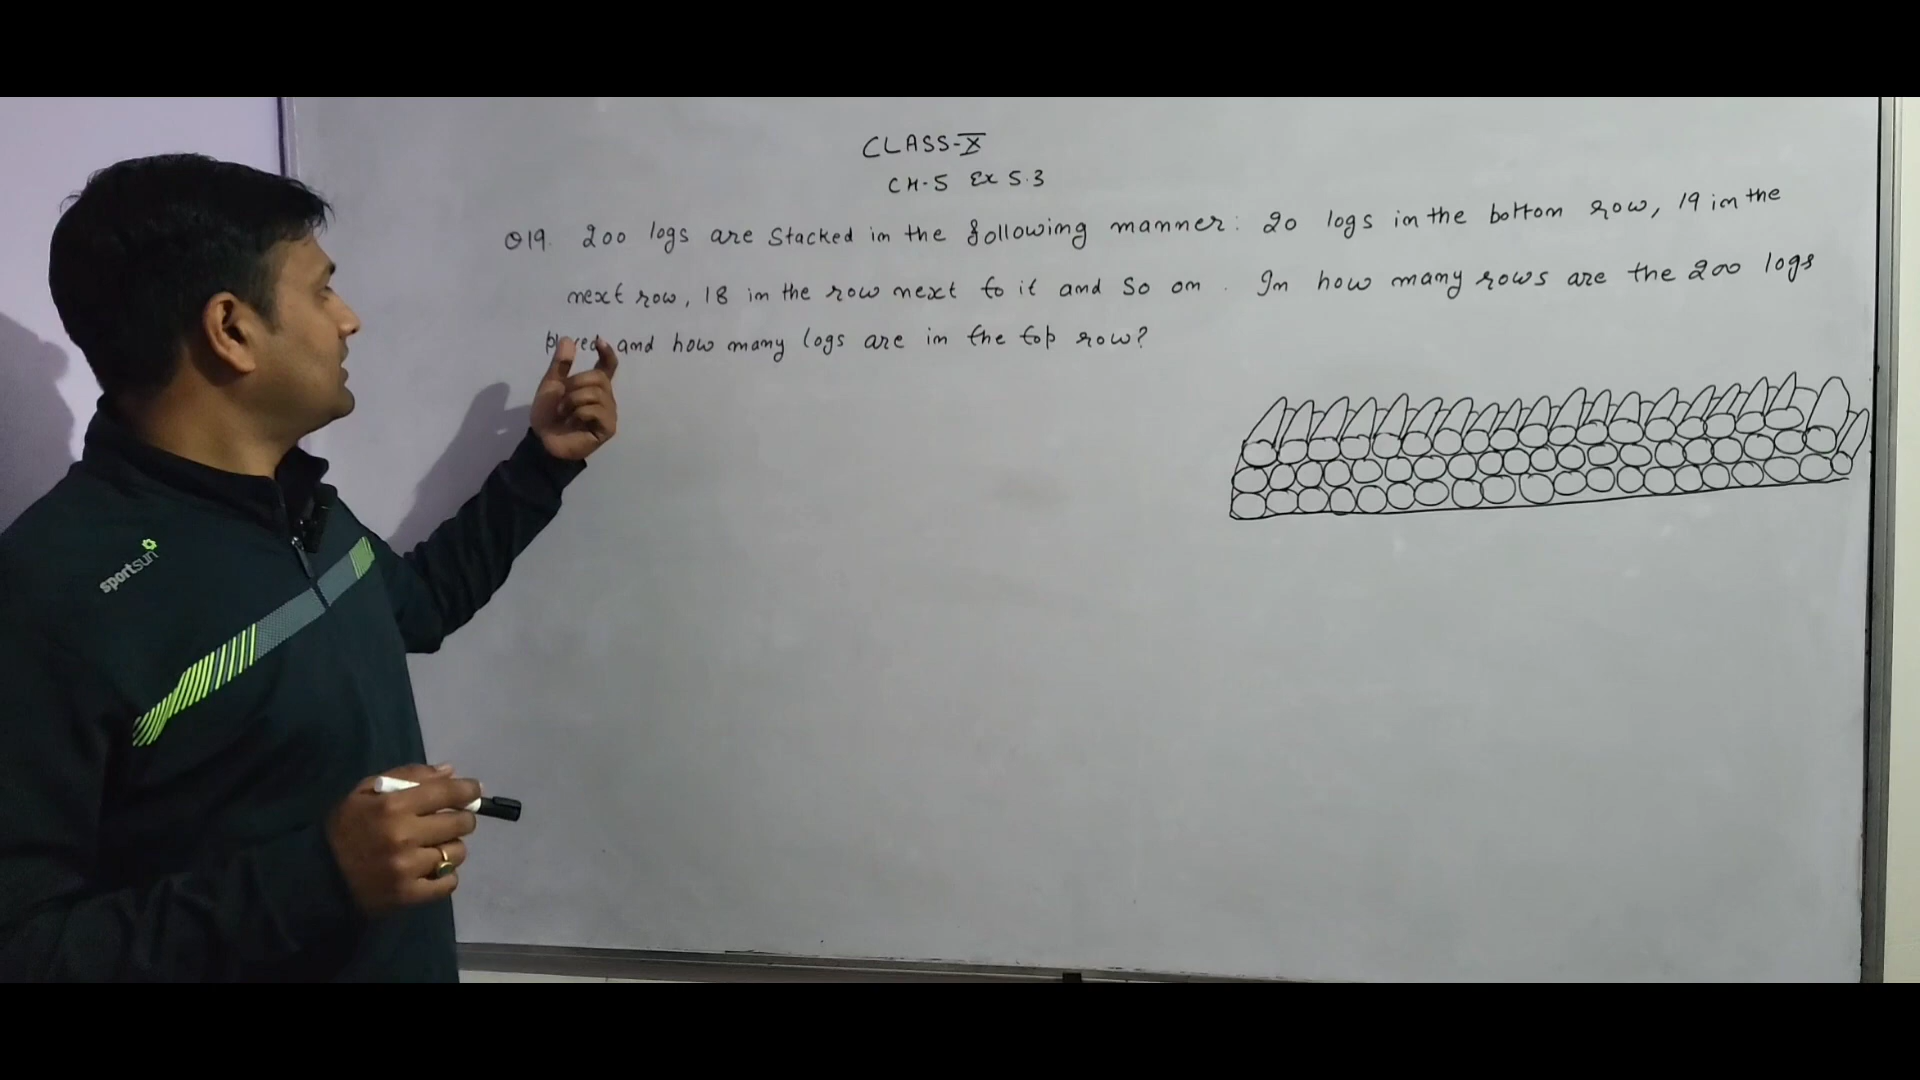 CLASS-X
CH.5 Ex 5.3
Q19. 200 logs are stacked in the following manner: 20 logs in the bottom row, 19 in the
next row, 18 in the row next to it and so on. In how many rows are the 200 logs
and how many logs are in the top row?
sportsun